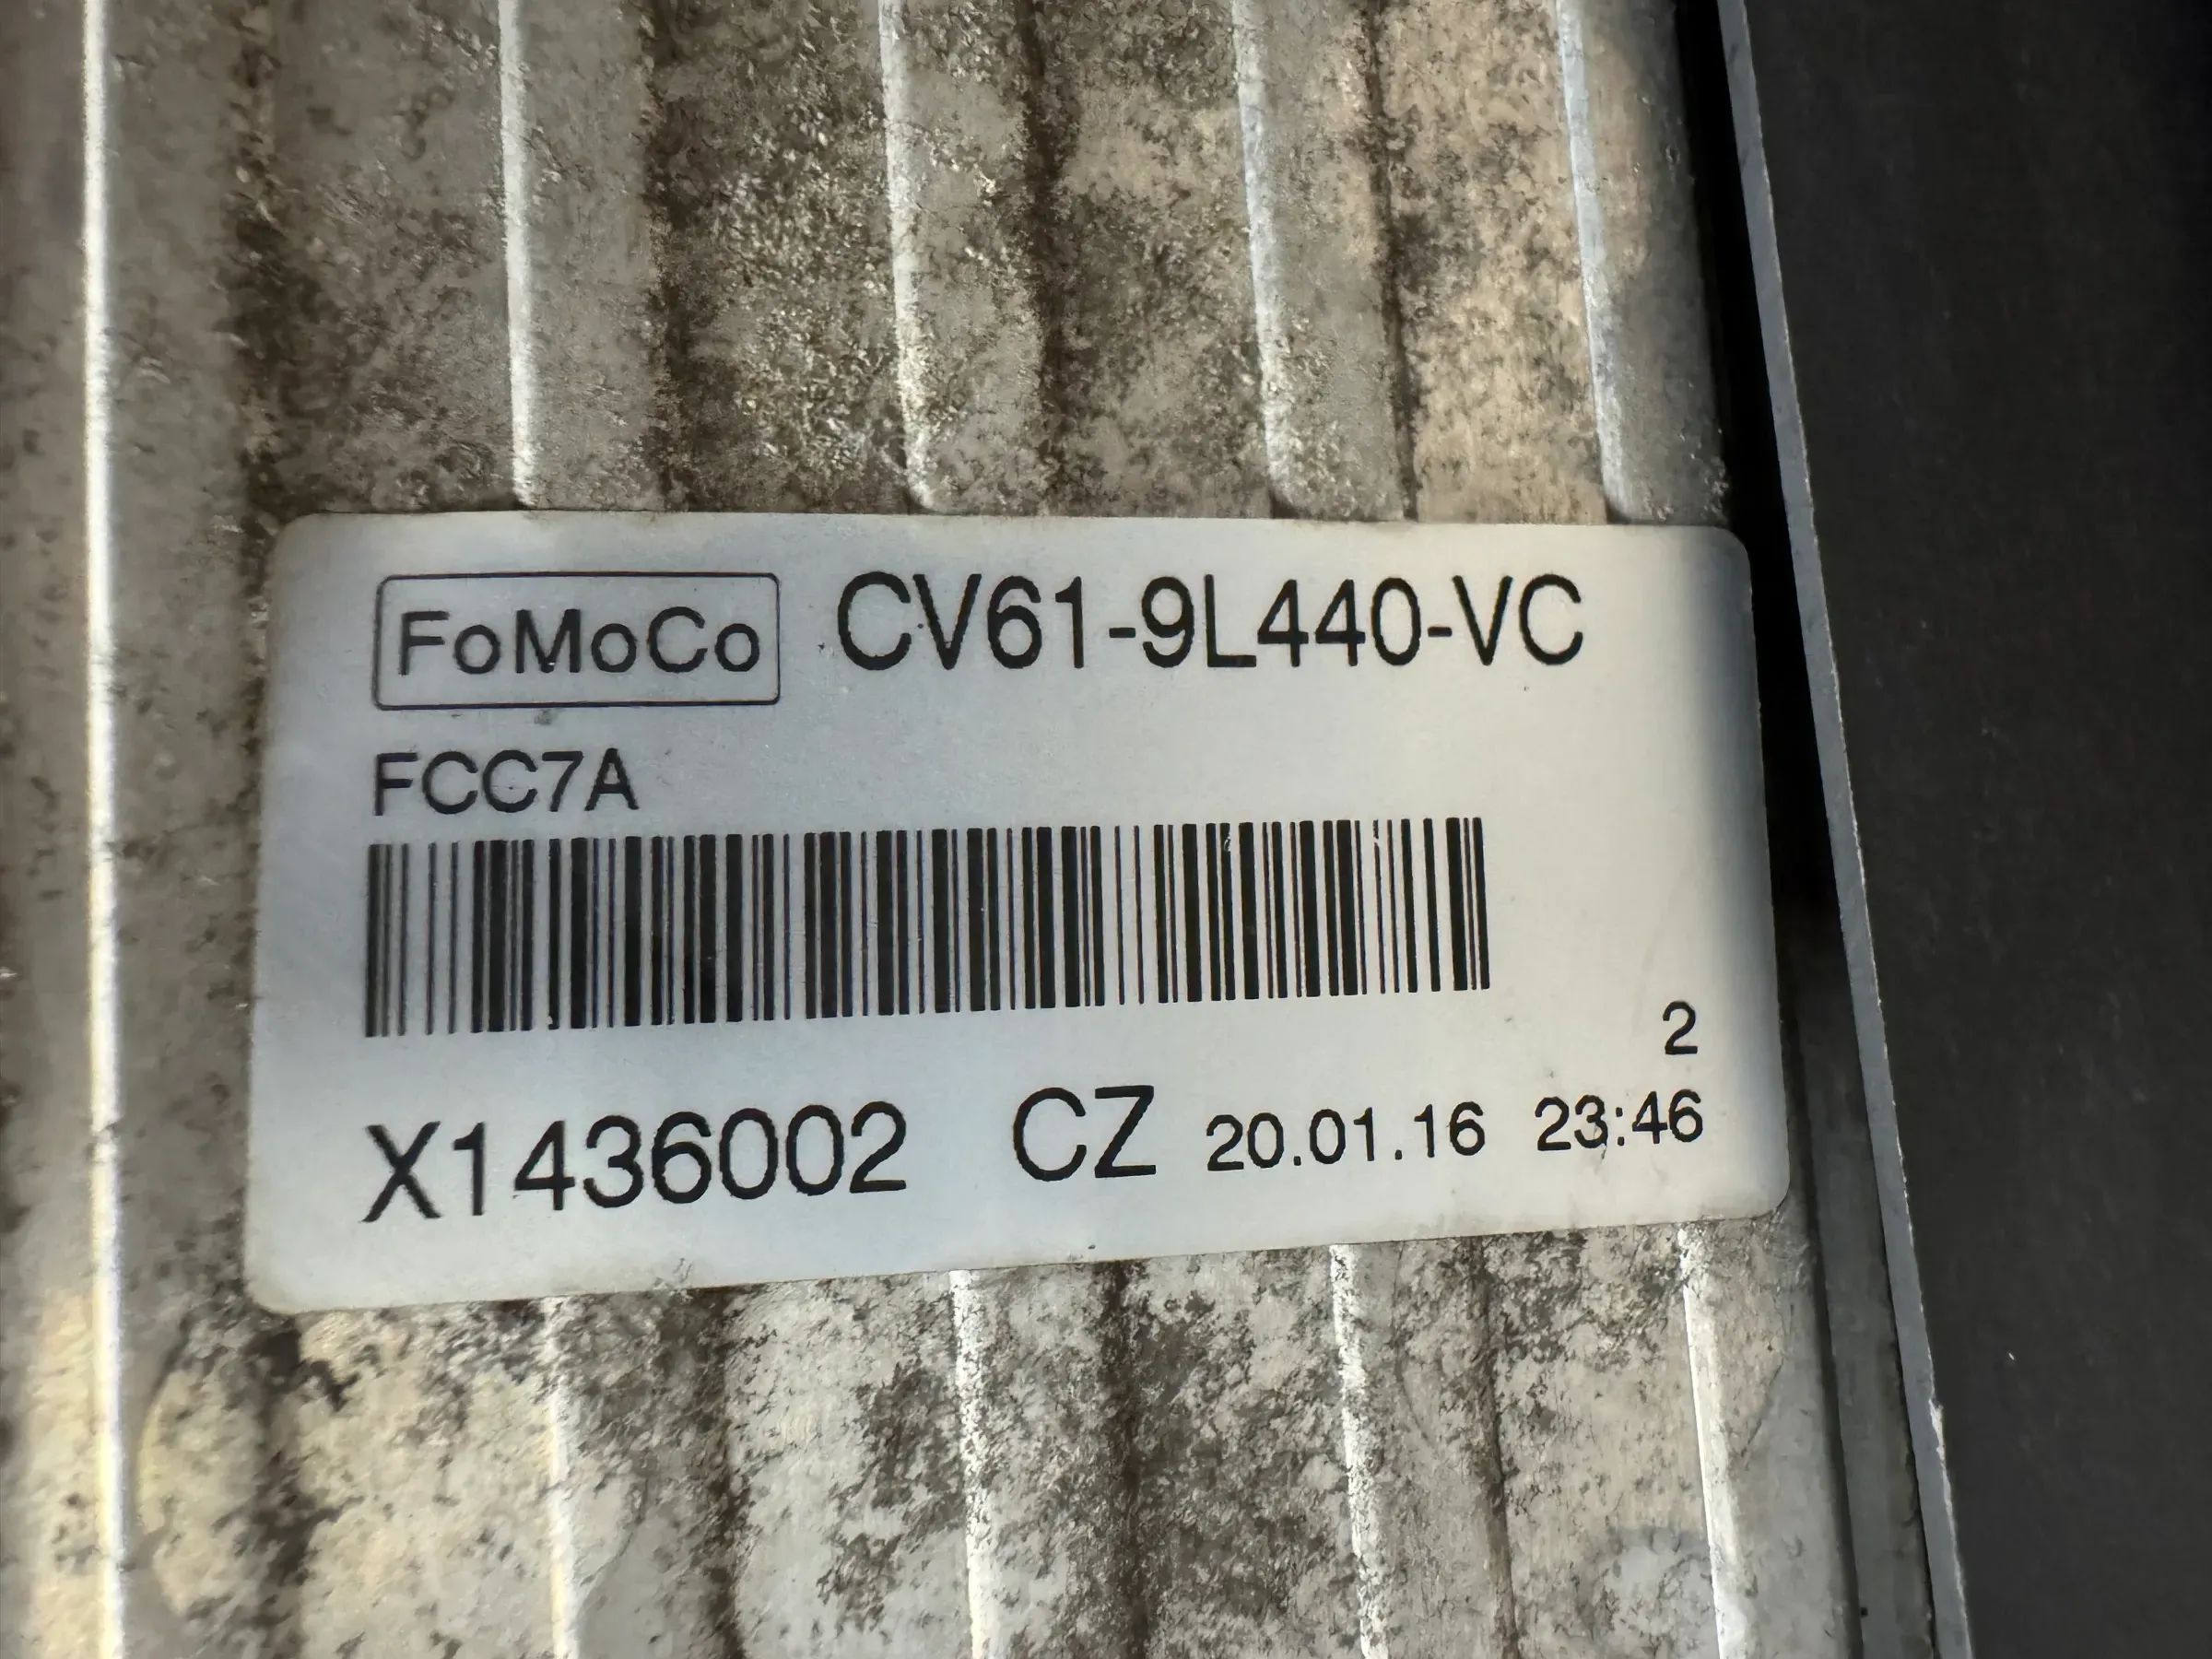 FoMoCo CV61-9L440-VC
FCC7A
2
X1436002 CZ 20.01.16 23:46